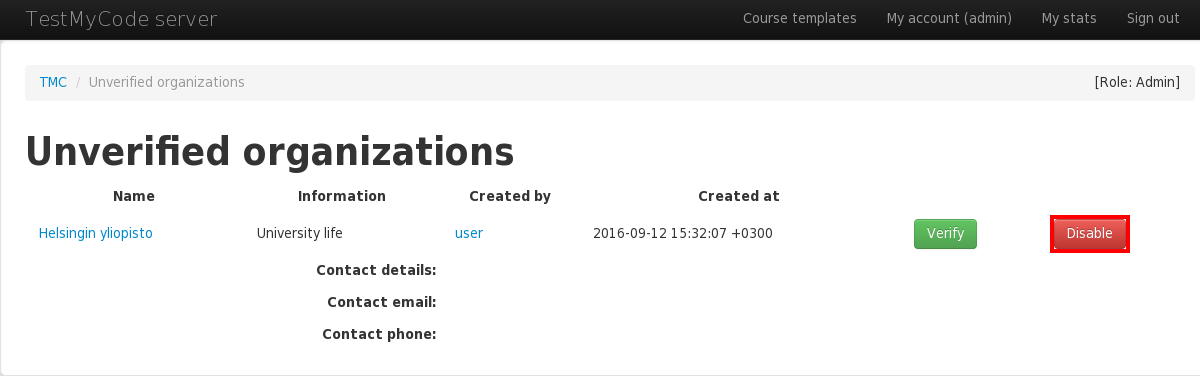 TestMyCode server Course templates My account (admin) My stats Sign out
TMC / Unverified organizations [Role: Admin]
Unverified organizations
Name Information Created by Created at
Helsingin yliopisto University life user 2016-09-12 15:32:07 +0300 Verify Disable
Contact details:
Contact email:
Contact phone: